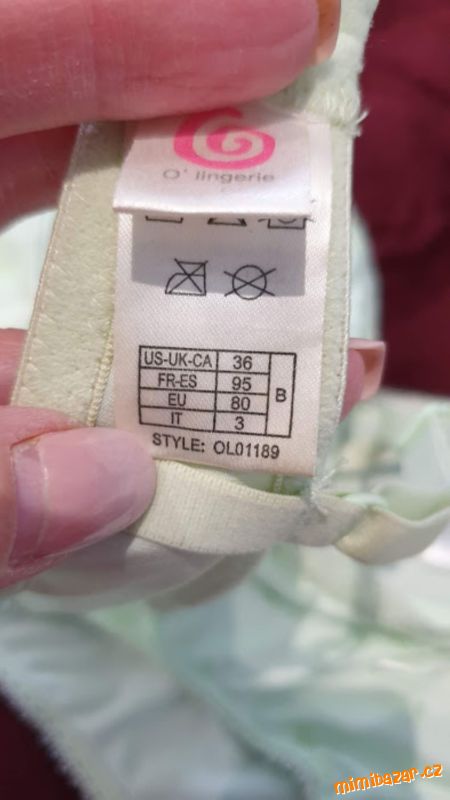 O' lingerie
US-UK-CA 36
FR-ES 95
EU 80
IT 3
B
STYLE: OL01189
mimibazar.cz